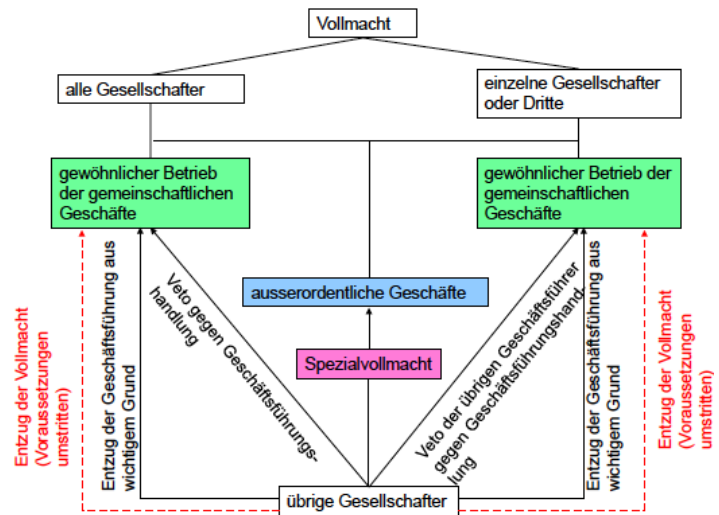 Vollmacht
alle Gesellschafter
einzelne Gesellschafter
oder Dritte
gewöhnlicher Betrieb
der gemeinschaftlichen
Geschäfte
gewöhnlicher Betrieb der
gemeinschaftlichen
Geschäfte
Entzug der Vollmacht
(Voraussetzungen
umstritten)
Entzug der Geschäftsführung aus
wichtigem Grund
Veto gegen Geschäftsführungs-
handlung
ausserordentliche Geschäfte
Spezialvollmacht
Veto der übrigen Geschäftsführer
gegen Geschäftsführungshand-
lung
Entzug der Geschäftsführung aus
wichtigem Grund
Entzug der Vollmacht
(Voraussetzungen
umstritten)
übrige Gesellschafter